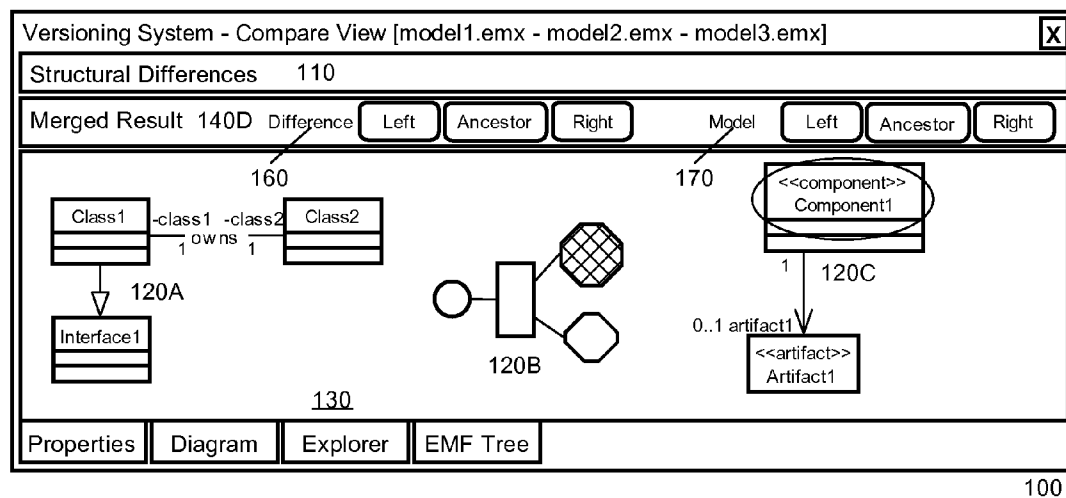 Versioning System - Compare View [model1.emx - model2.emx - model3.emx] X
Structural Differences 110
Merged Result 140D Difference Left Ancestor Right Model Left Ancestor Right
160
170
<<component>>
Component1
Class1
-class1 -class2
Class2
1 owns 1
120A
120C
1
Interface1
120B
0..1 artifact1
<<artifact>>
Artifact1
130
Properties Diagram Explorer EMF Tree
100